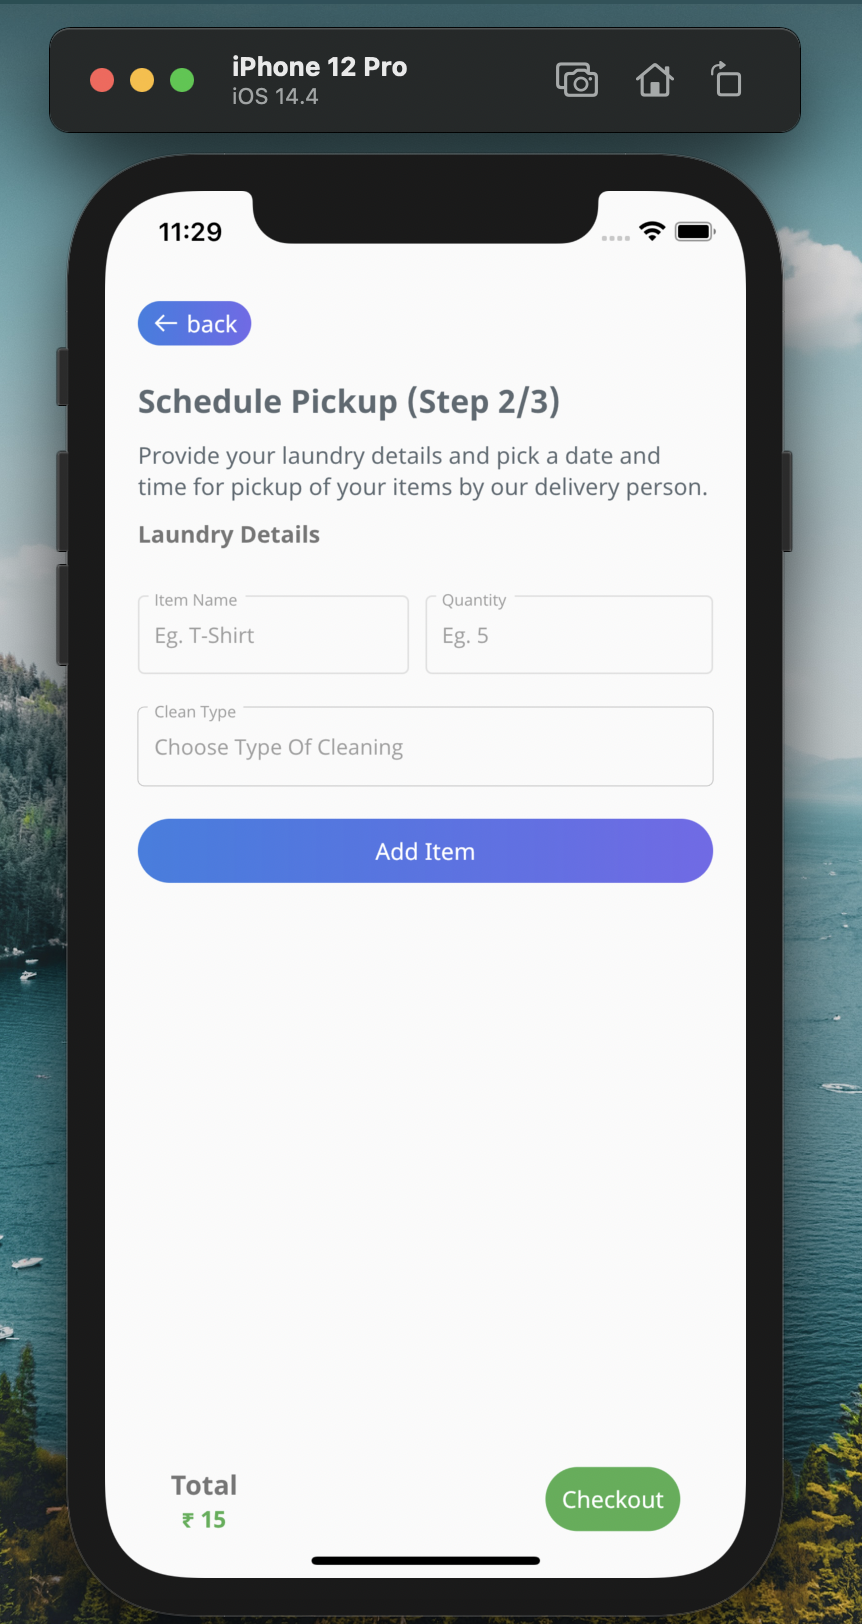 iPhone 12 Pro
iOS 14.4
11:29
← back
Schedule Pickup (Step 2/3)
Provide your laundry details and pick a date and
time for pickup of your items by our delivery person.
Laundry Details
Item Name
Quantity
Eg. T-Shirt
Eg. 5
Clean Type
Choose Type Of Cleaning
Add Item
Total
₹ 15
Checkout